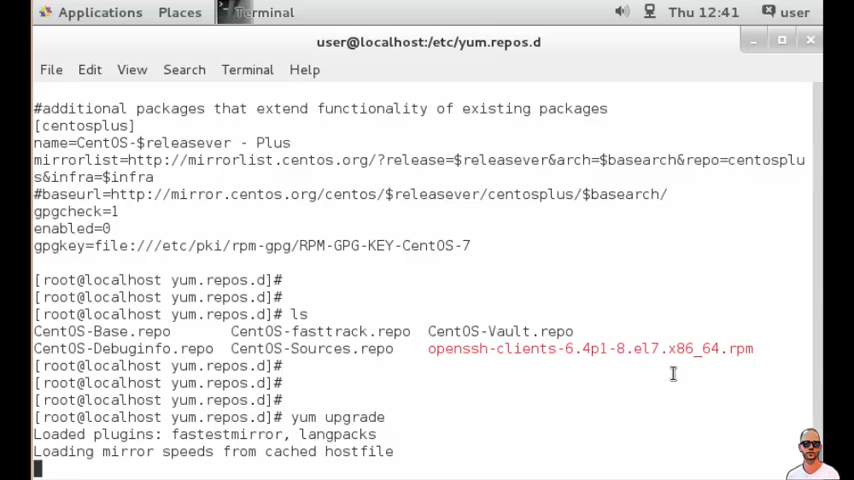 Applications Places Terminal Thu 12:41 user
user@localhost:/etc/yum.repos.d
File Edit View Search Terminal Help
#additional packages that extend functionality of existing packages
[centosplus]
name=CentOS-$releasever - Plus
mirrorlist=http://mirrorlist.centos.org/?release=$releasever&arch=$basearch&repo=centosplu
s&infra=$infra
#baseurl=http://mirror.centos.org/centos/$releasever/centosplus/$basearch/
gpgcheck=1
enabled=0
gpgkey=file:///etc/pki/rpm-gpg/RPM-GPG-KEY-CentOS-7
[root@localhost yum.repos.d]#
[root@localhost yum.repos.d]#
[root@localhost yum.repos.d]# ls
CentOS-Base.repo CentOS-fasttrack.repo CentOS-Vault.repo
CentOS-Debuginfo.repo CentOS-Sources.repo openssh-clients-6.4p1-8.el7.x86_64.rpm
[root@localhost yum.repos.d]#
[root@localhost yum.repos.d]#
[root@localhost yum.repos.d]#
[root@localhost yum.repos.d]# yum upgrade
Loaded plugins: fastestmirror, langpacks
Loading mirror speeds from cached hostfile